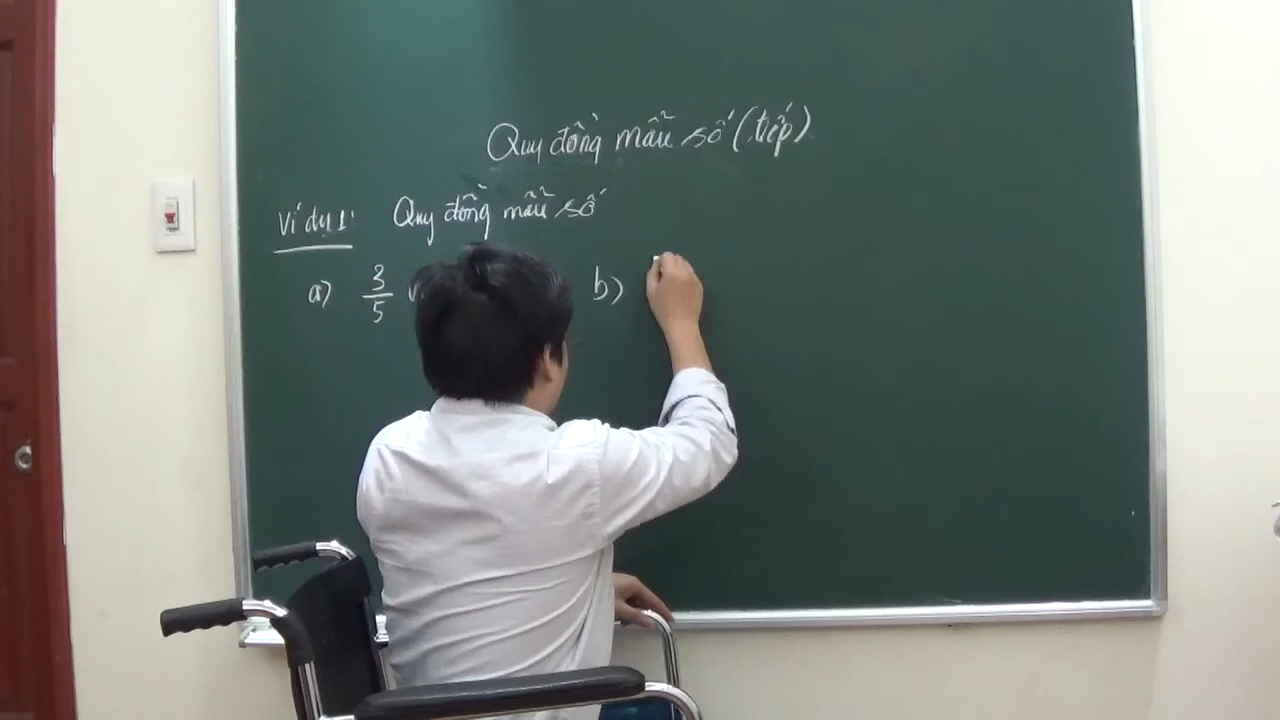 Quy đồng mẫu số (tiếp)
Ví dụ 1: Quy đồng mẫu số
a) 3/5 b)